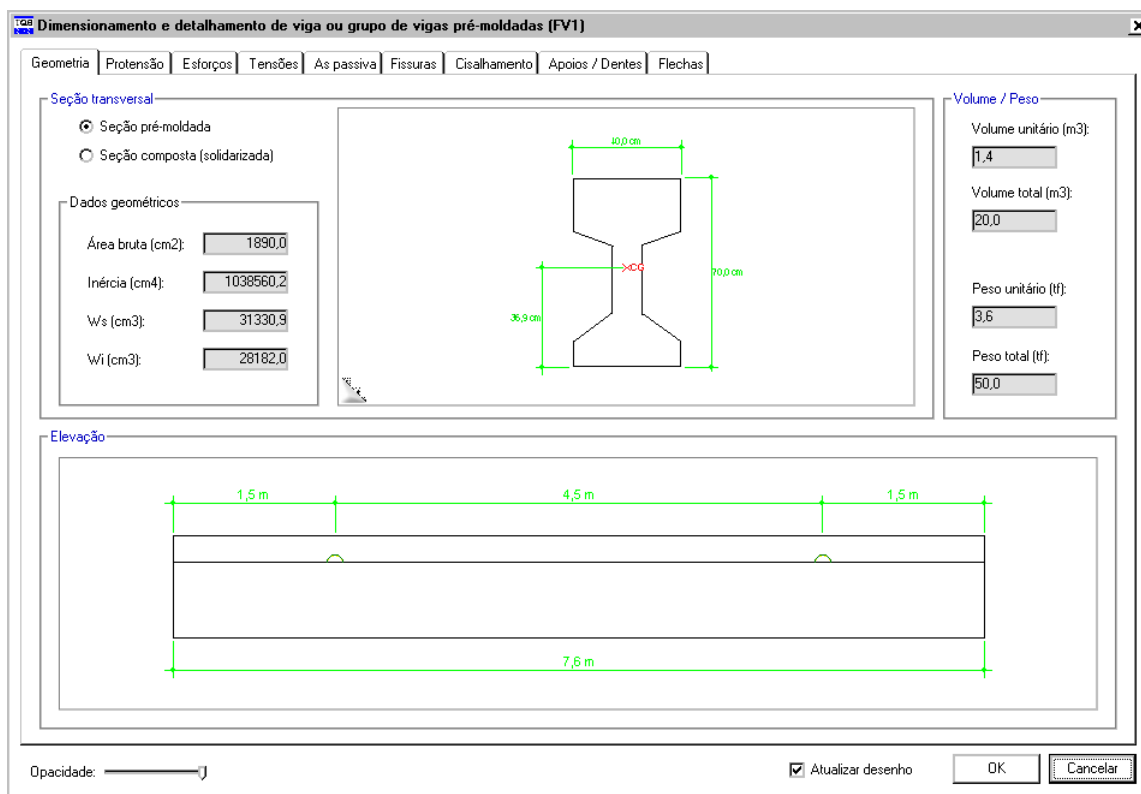 Dimensionamento e detalhamento de viga ou grupo de vigas pré-moldadas (FV1)
Geometria Protensão Esforços Tensões As passiva Fissuras Cisalhamento Apoios / Dentes Flechas
Seção transversal
Seção pré-moldada
Seção composta (solidarizada)
Dados geométricos
Área bruta (cm2): 1890,0
Inércia (cm4): 1038560,2
Ws (cm3): 31330,9
Wi (cm3): 28182,0
40,0 cm
CG
70,0 cm
36,9 cm
Volume / Peso
Volume unitário (m3):
1,4
Volume total (m3):
20,0
Peso unitário (tf):
3,6
Peso total (tf):
50,0
Elevação
1,5 m 4,5 m 1,5 m
7,6 m
Opacidade:
Atualizar desenho
OK
Cancelar